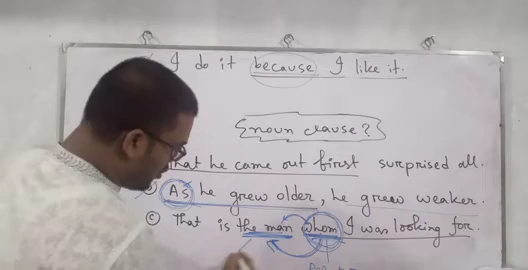 I do it because I like it.
{noun clause?}
That he came out first surprised all.
As he grew older, he grew weaker.
(c) That is the man whom I was looking for.